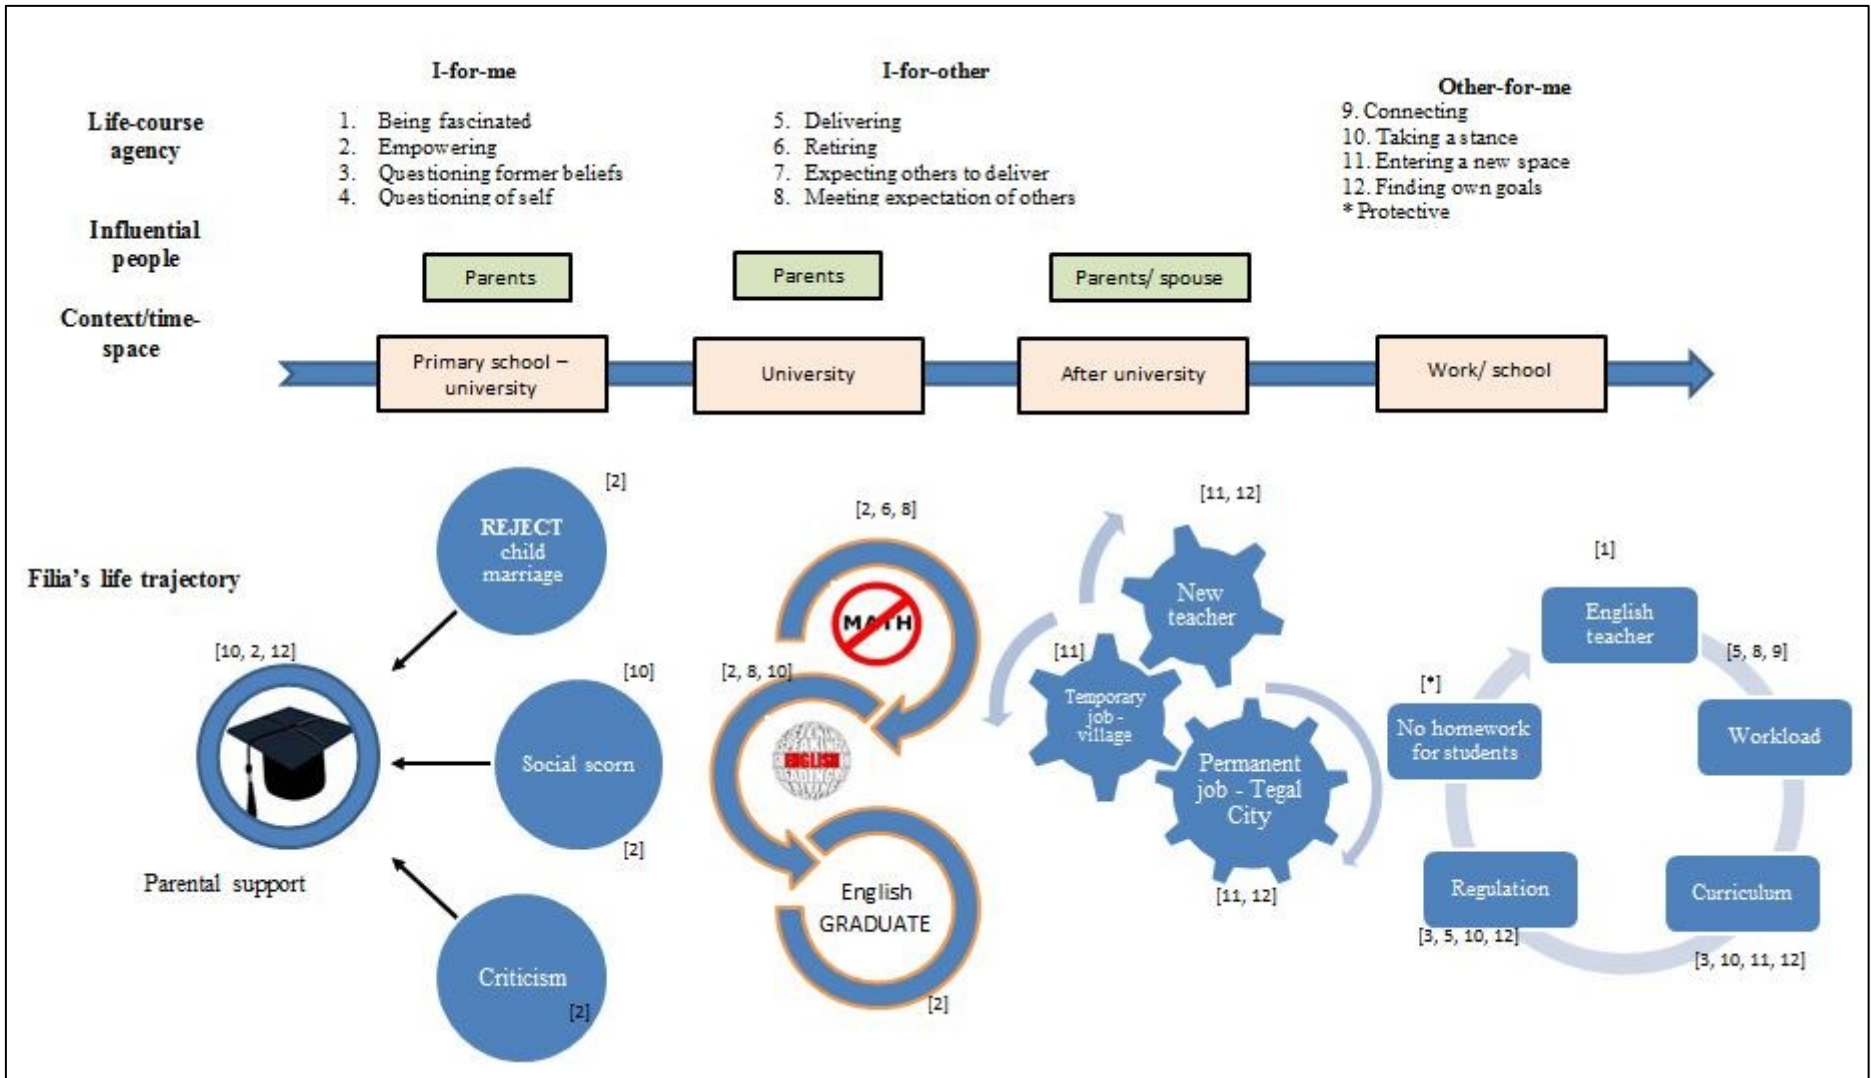 I-for-me
I-for-other
Other-for-me
Life-course
agency
1. Being fascinated
2. Empowering
3. Questioning former beliefs
4. Questioning of self
5. Delivering
6. Retiring
7. Expecting others to deliver
8. Meeting expectation of others
9. Connecting
10. Taking a stance
11. Entering a new space
12. Finding own goals
* Protective
Influential
people
Parents
Parents
Parents/ spouse
Context/time-
space
Primary school –
university
University
After university
Work/ school
Filia's life trajectory
[2]
REJECT
child
marriage
[10, 2, 12]
[10]
Social scorn
[2]
Parental support
Criticism
[2]
[2, 6, 8]
MATH
[2, 8, 10]
ENGLISH
English
GRADUATE
[2]
[11, 12]
New
teacher
[11]
Temporary
job -
village
Permanent
job - Tegal
City
[11, 12]
[1]
English
teacher
[5, 8, 9]
[*]
No homework
for students
Workload
Regulation
Curriculum
[3, 5, 10, 12]
[3, 10, 11, 12]